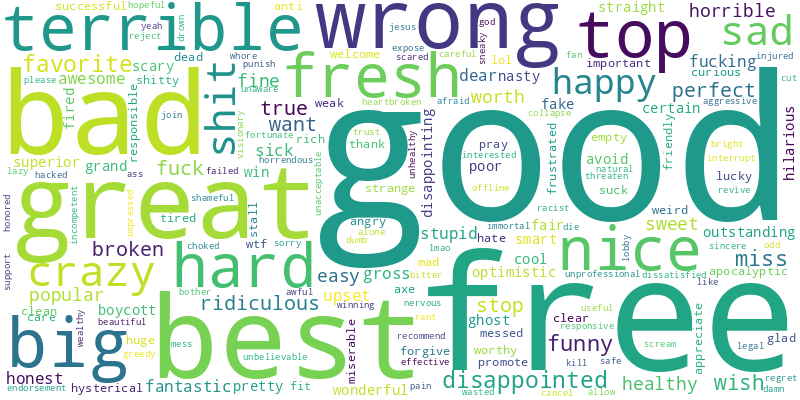 successful
hopeful
anti
jesus
god
straight
horrible
terrible
yeah
reject
drown
wrong
top
sad
favorite
scary
dead
whore
punish
welcome
expose
scared
sneaky
careful
fan
important
injured
awesome
shitty
shit
fine
unaware
lol
fucking
curious
cut
please
fresh
dear
nasty
happy
perfect
aggressive
bad
fired
responsible
join
true
weak
heartbroken
afraid
worth
fake
collapse
certain
friendly
hilarious
want
visionary
fortunate
rich
trust
thank
disappointing
pray
interested
poor
frustrated
empty
avoid
natural
threaten
suck
bright
interrupt
lucky
revive
superior
grand
fuck
sick
win
horrendous
unacceptable
unhealthy
good
lazy
hacked
ass
failed
shameful
strange
offline
racist
honored
great
incompetent
impressed
tired
stall
angry
alone
dumb
stupid
immortal
hate
fair
die
smart
weird
sweet
outstanding
sincere
odd
broken
choked
wtf
sorry
lmao
mad
bitter
cool
nice
lobby
miss
support
crazy
hard
easy
gross
optimistic
unprofessional
dissatisfied
like
apocalyptic
popular
bother
awful
upset
axe
winning
nervous
stop
useful
clean
care
boycott
beautiful
ridiculous
rant
ghost
clear
responsive
free
big
wealthy
huge
greedy
mess
best
unbelievable
miserable
recommend
effective
forgive
messed
worthy
promote
funny
kill
safe
scream
appreciate
legal
glad
honest
endorsement
hysterical
fantastic
pretty
fit
wonderful
pain
disappointed
wasted
cancel
allow
healthy
wish
regret
damn